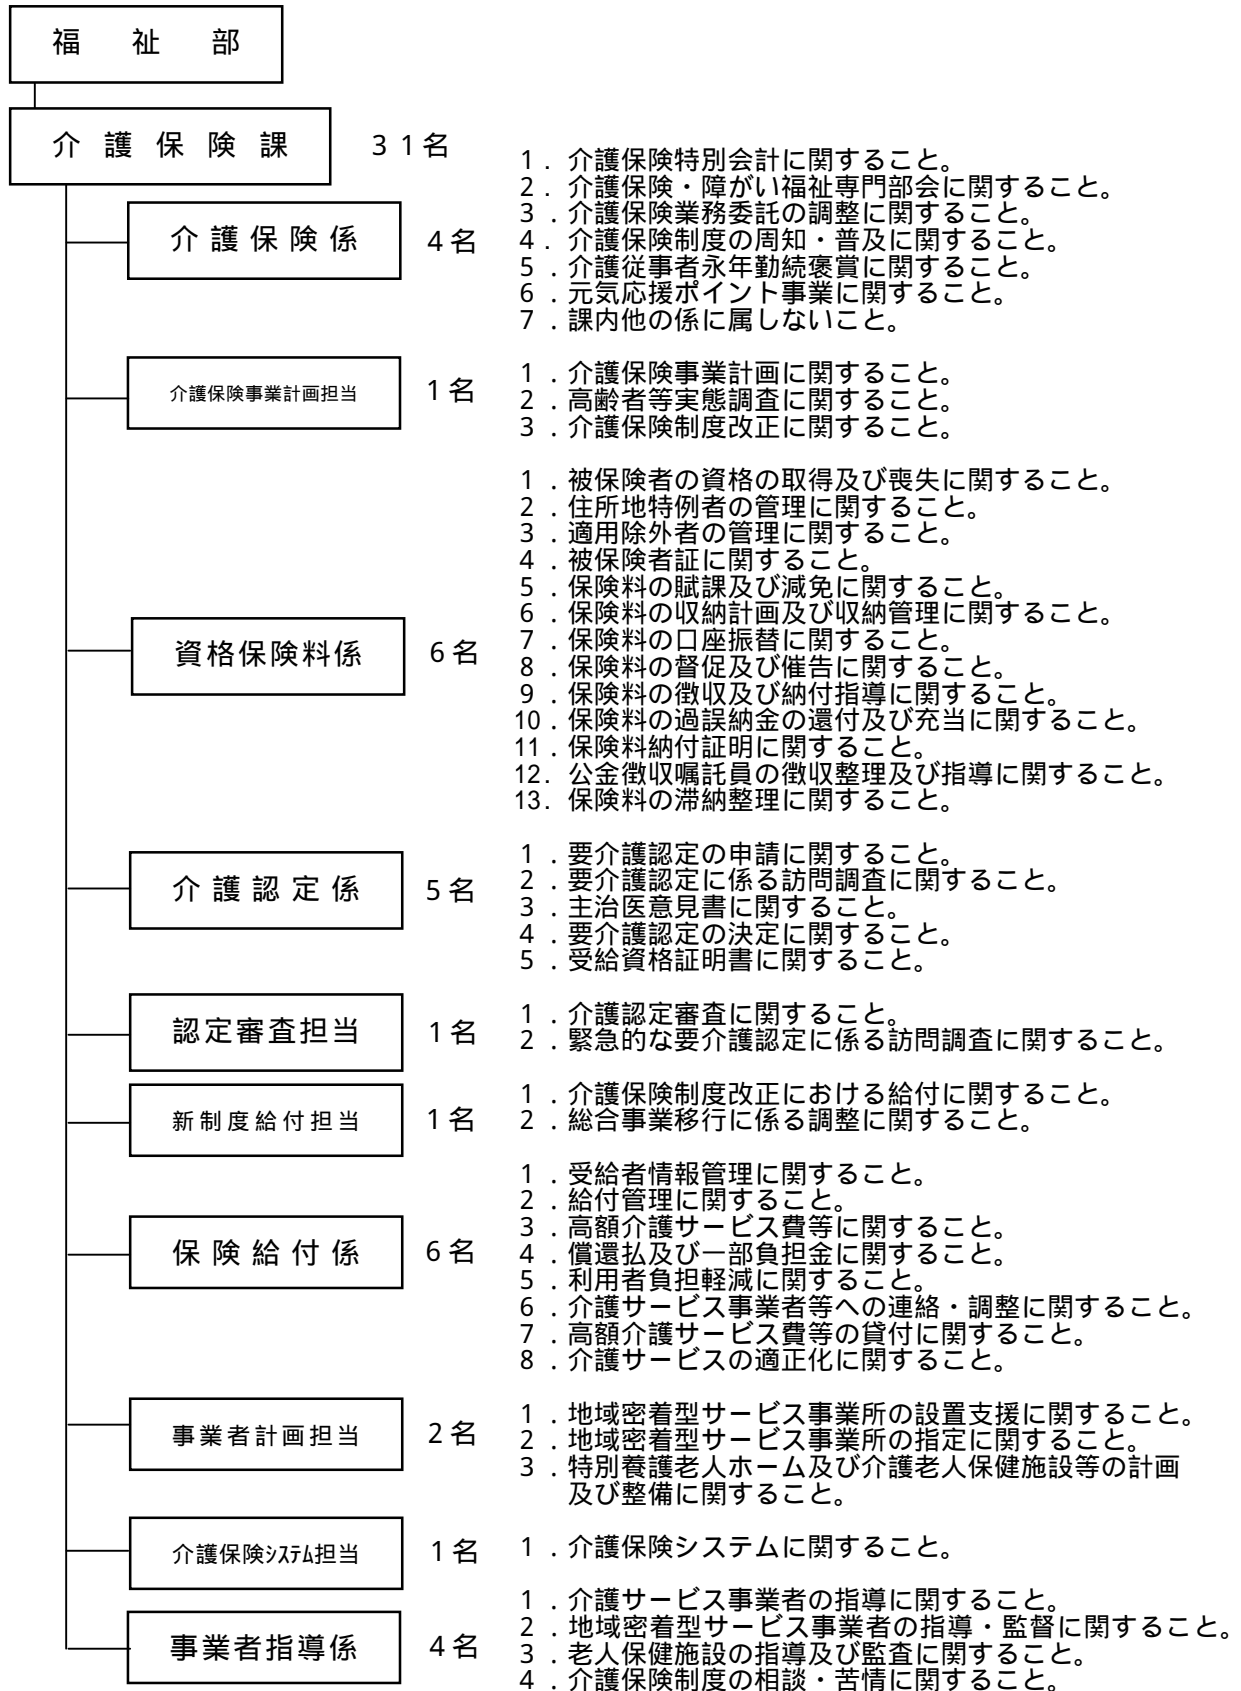 福祉部
介護保険課 31名
介護保険係 4名
1.介護保険特別会計に関すること。
2.介護保険・障がい福祉専門部会に関すること。
3.介護保険業務委託の調整に関すること。
4.介護保険制度の周知・普及に関すること。
5.介護従事者永年勤続褒賞に関すること。
6.元気応援ポイント事業に関すること。
7.課内他の係に属しないこと。
介護保険事業計画担当 1名
1.介護保険事業計画に関すること。
2.高齢者等実態調査に関すること。
3.介護保険制度改正に関すること。
資格保険料係 6名
1.被保険者の資格の取得及び喪失に関すること。
2.住所地特例者の管理に関すること。
3.適用除外者の管理に関すること。
4.被保険者証に関すること。
5.保険料の賦課及び減免に関すること。
6.保険料の収納計画及び収納管理に関すること。
7.保険料の口座振替に関すること。
8.保険料の督促及び催告に関すること。
9.保険料の徴収及び納付指導に関すること。
10.保険料の過誤納金の還付及び充当に関すること。
11.保険料納付証明に関すること。
12.公金徴収嘱託員の徴収整理及び指導に関すること。
13.保険料の滞納整理に関すること。
介護認定係 5名
1.要介護認定の申請に関すること。
2.要介護認定に係る訪問調査に関すること。
3.主治医意見書に関すること。
4.要介護認定の決定に関すること。
5.受給資格証明書に関すること。
認定審査担当 1名
1.介護認定審査に関すること。
2.緊急的な要介護認定に係る訪問調査に関すること。
新制度給付担当 1名
1.介護保険制度改正における給付に関すること。
2.総合事業移行に係る調整に関すること。
保険給付係 6名
1.受給者情報管理に関すること。
2.給付管理に関すること。
3.高額介護サービス費等に関すること。
4.償還払及び一部負担金に関すること。
5.利用者負担軽減に関すること。
6.介護サービス事業者等への連絡・調整に関すること。
7.高額介護サービス費等の貸付に関すること。
8.介護サービスの適正化に関すること。
事業者計画担当 2名
1.地域密着型サービス事業所の設置支援に関すること。
2.地域密着型サービス事業所の指定に関すること。
3.特別養護老人ホーム及び介護老人保健施設等の計画
及び整備に関すること。
介護保険ｼｽﾃﾑ担当 1名
1.介護保険システムに関すること。
事業者指導係 4名
1.介護サービス事業者の指導に関すること。
2.地域密着型サービス事業者の指導・監督に関すること。
3.老人保健施設の指導及び監査に関すること。
4.介護保険制度の相談・苦情に関すること。